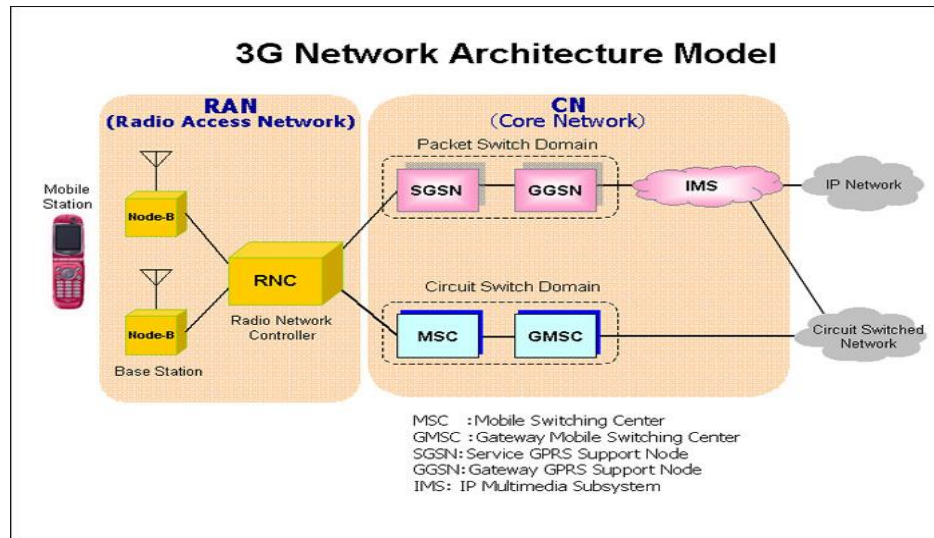 3G Network Architecture Model
RAN
(Radio Access Network)
CN
(Core Network)
Packet Switch Domain
Mobile
Station
Node-B
SGSN
GGSN
IMS
IP Network
RNC
Radio Network
Controller
Circuit Switch Domain
Node-B
Base Station
MSC
GMSC
Circuit Switched
Network
MSC : Mobile Switching Center
GMSC : Gateway Mobile Switching Center
SGSN: Service GPRS Support Node
GGSN: Gateway GPRS Support Node
IMS: IP Multimedia Subsystem